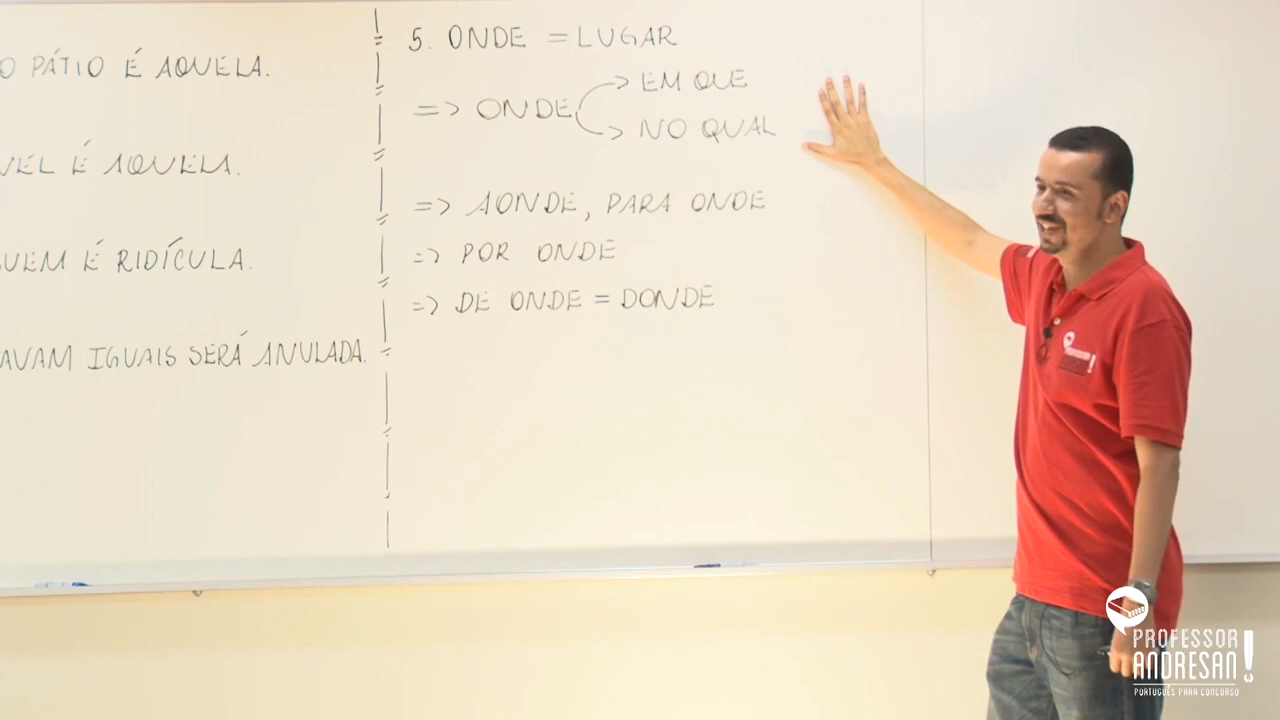 O PÁTIO É AQUELA.
VEL É AQUELA.
GUEM É RIDÍCULA.
AVAM IGUAIS SERÁ ANULADA.
5. ONDE = LUGAR
=> ONDE
EM QUE
NO QUAL
=> AONDE, PARA ONDE
=> POR ONDE
=> DE ONDE = DONDE
PROFESSOR
ANDRESAN!
PORTUGUÊS PARA CONCURSO